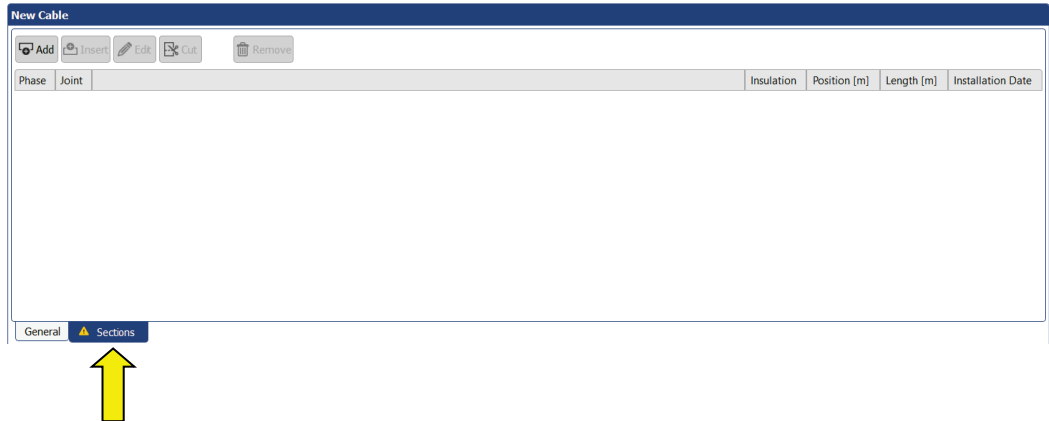 New Cable
Add Insert Edit Cut Remove
Phase Joint Insulation Position [m] Length [m] Installation Date
General Sections